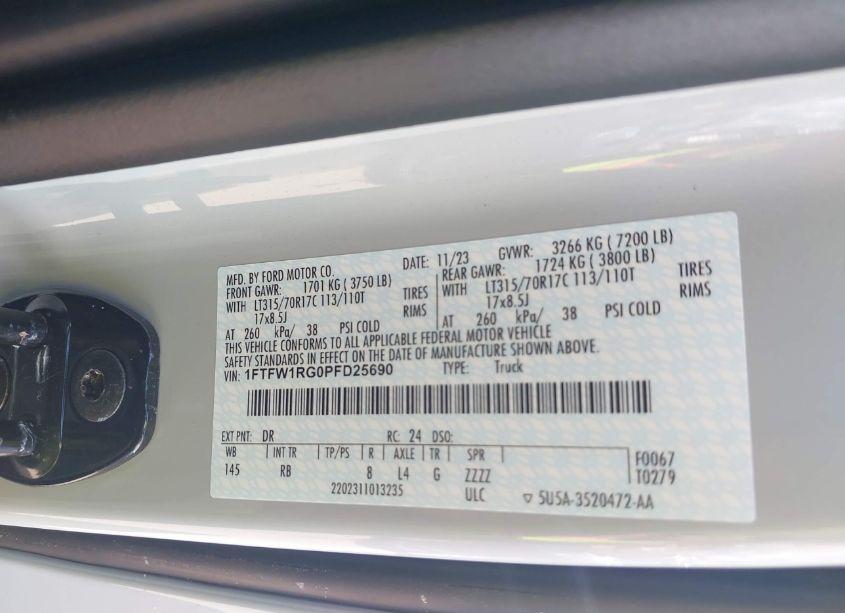 MFD. BY FORD MOTOR CO. DATE: 11/23 GVWR: 3266 KG ( 7200 LB)
FRONT GAWR: 1701 KG ( 3750 LB) REAR GAWR: 1724 KG ( 3800 LB)
WITH LT315/70R17C 113/110T TIRES WITH LT315/70R17C 113/110T TIRES
17x8.5J RIMS 17x8.5J RIMS
AT 260 kPa/ 38 PSI COLD AT 260 kPa/ 38 PSI COLD
THIS VEHICLE CONFORMS TO ALL APPLICABLE FEDERAL MOTOR VEHICLE
SAFETY STANDARDS IN EFFECT ON THE DATE OF MANUFACTURE SHOWN ABOVE.
VIN: 1FTFW1RG0PFD25690 TYPE: Truck
EXT PNT: DR RC: 24 DSO:
WB INT TR TP/PS R AXLE TR SPR F0067
145 RB 8 L4 G ZZZZ T0279
2202311013235 ULC ▽ 5U5A-3520472-AA